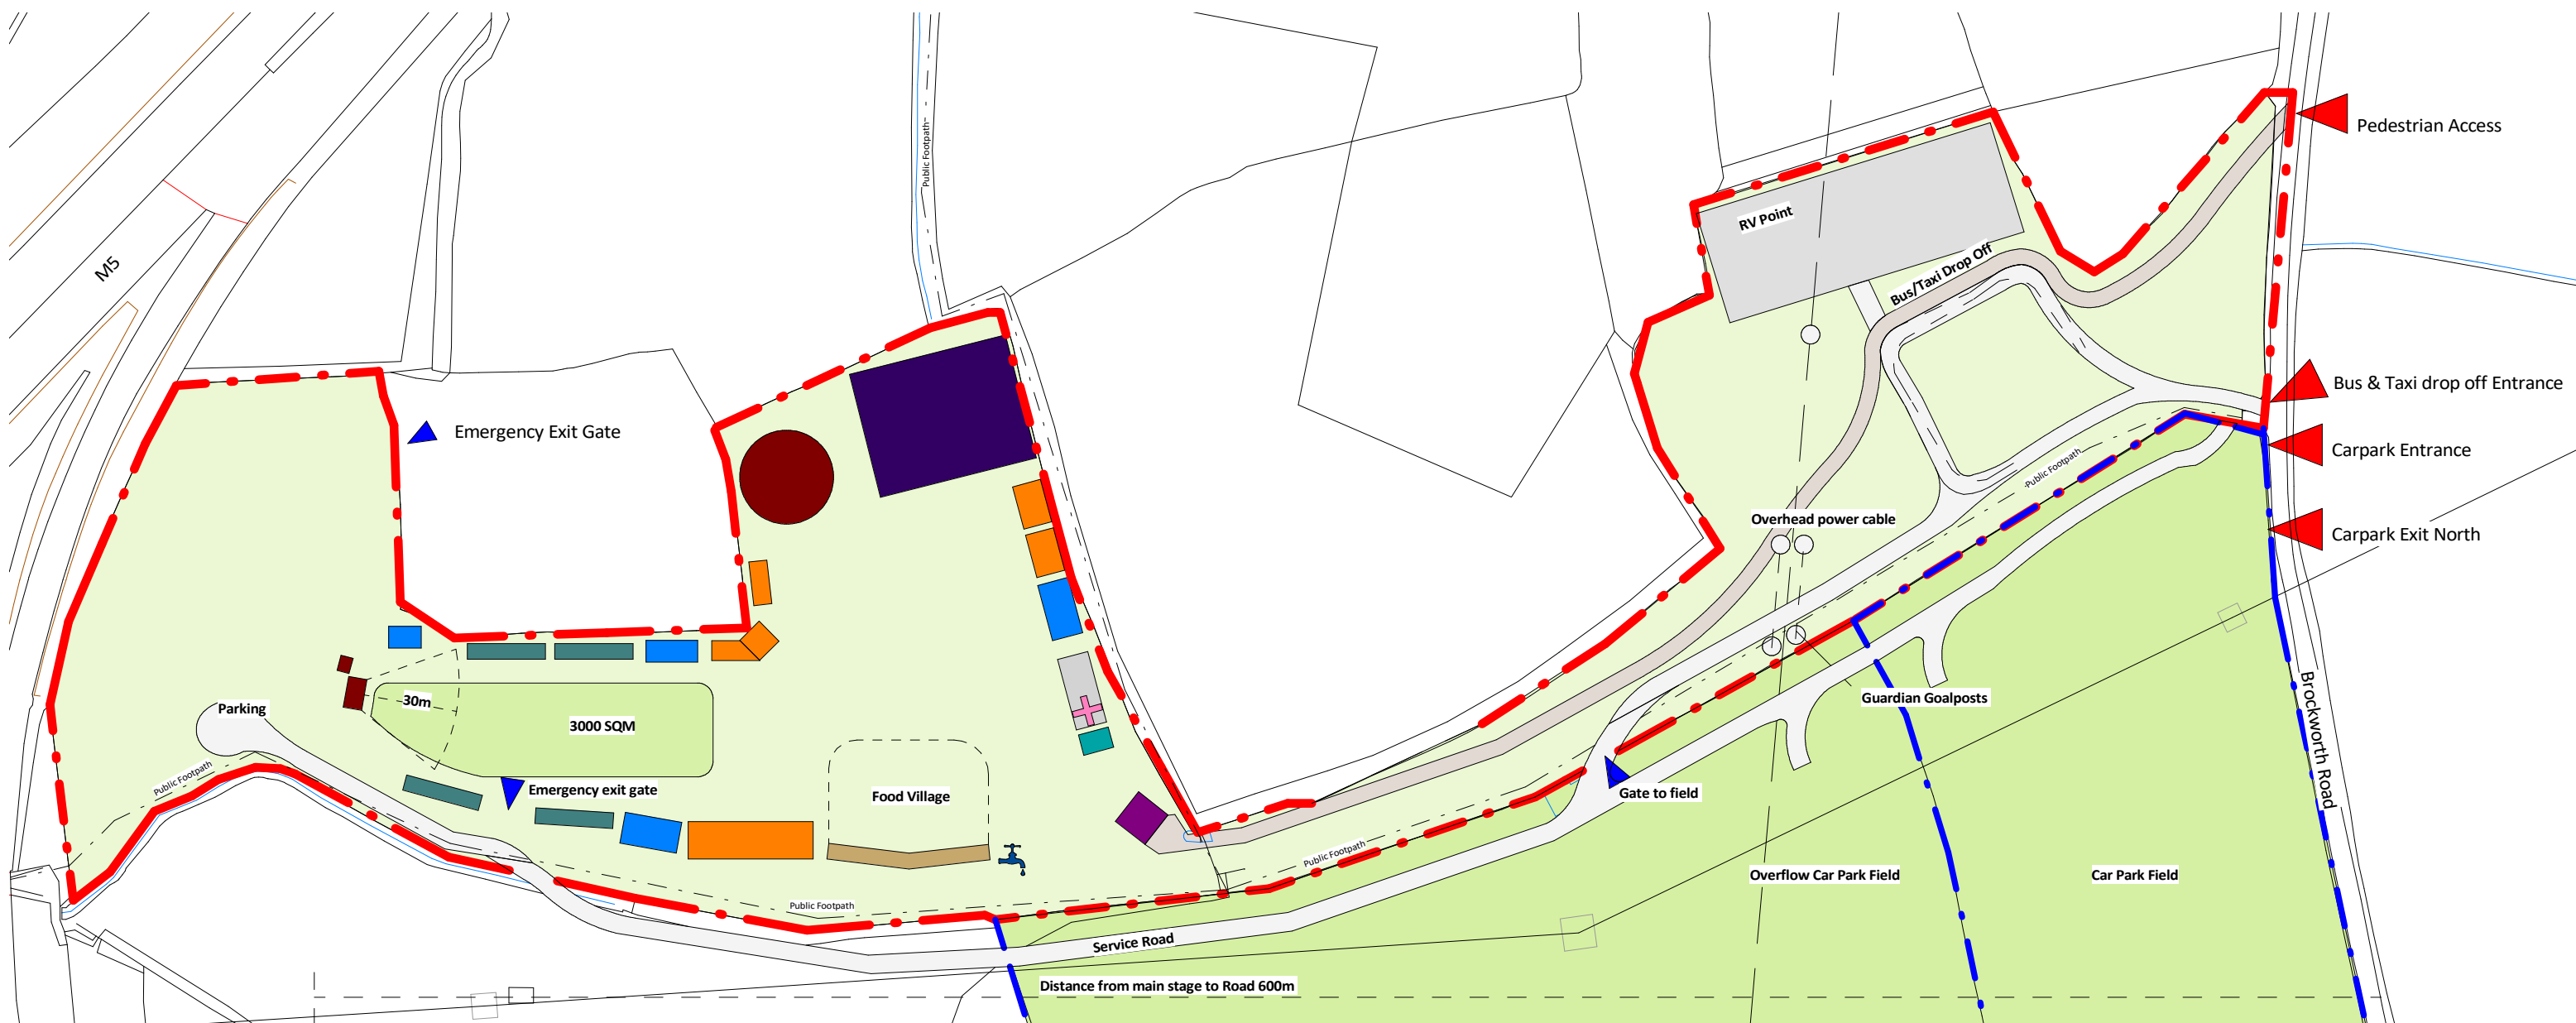 Pedestrian Access
Public Footpath
RV Point
M5
Bus/Taxi Drop Off
Bus & Taxi drop off Entrance
Emergency Exit Gate
Carpark Entrance
Public Footpath
Overhead power cable
Carpark Exit North
Parking
30m
3000 SQM
Guardian Goalposts
Brockworth Road
Public Footpath
Emergency exit gate
Food Village
Gate to field
Public Footpath
Overflow Car Park Field
Car Park Field
Public Footpath
Service Road
Distance from main stage to Road 600m